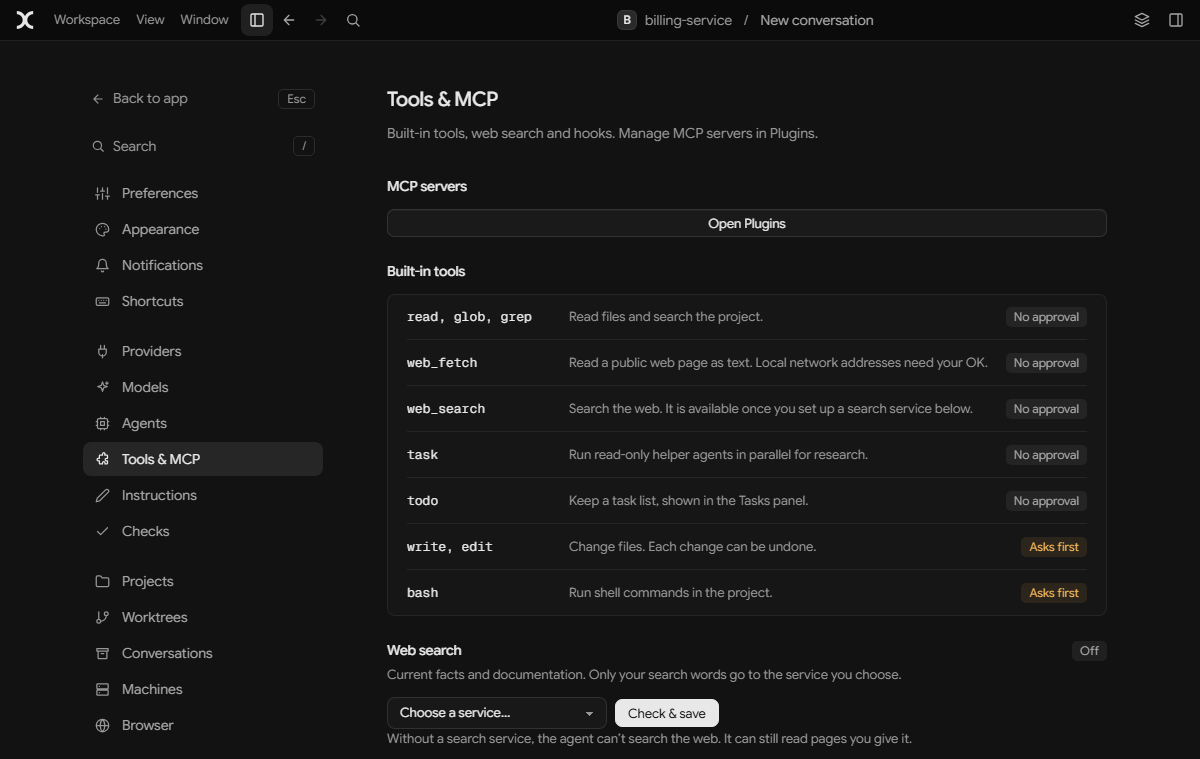 Workspace View Window
B billing-service / New conversation
Back to app Esc
Search /
Preferences
Appearance
Notifications
Shortcuts
Providers
Models
Agents
Tools & MCP
Instructions
Checks
Projects
Worktrees
Conversations
Machines
Browser
Tools & MCP
Built-in tools, web search and hooks. Manage MCP servers in Plugins.
MCP servers
Open Plugins
Built-in tools
read, glob, grep Read files and search the project. No approval
web_fetch Read a public web page as text. Local network addresses need your OK. No approval
web_search Search the web. It is available once you set up a search service below. No approval
task Run read-only helper agents in parallel for research. No approval
todo Keep a task list, shown in the Tasks panel. No approval
write, edit Change files. Each change can be undone. Asks first
bash Run shell commands in the project. Asks first
Web search Off
Current facts and documentation. Only your search words go to the service you choose.
Choose a service... Check & save
Without a search service, the agent can't search the web. It can still read pages you give it.